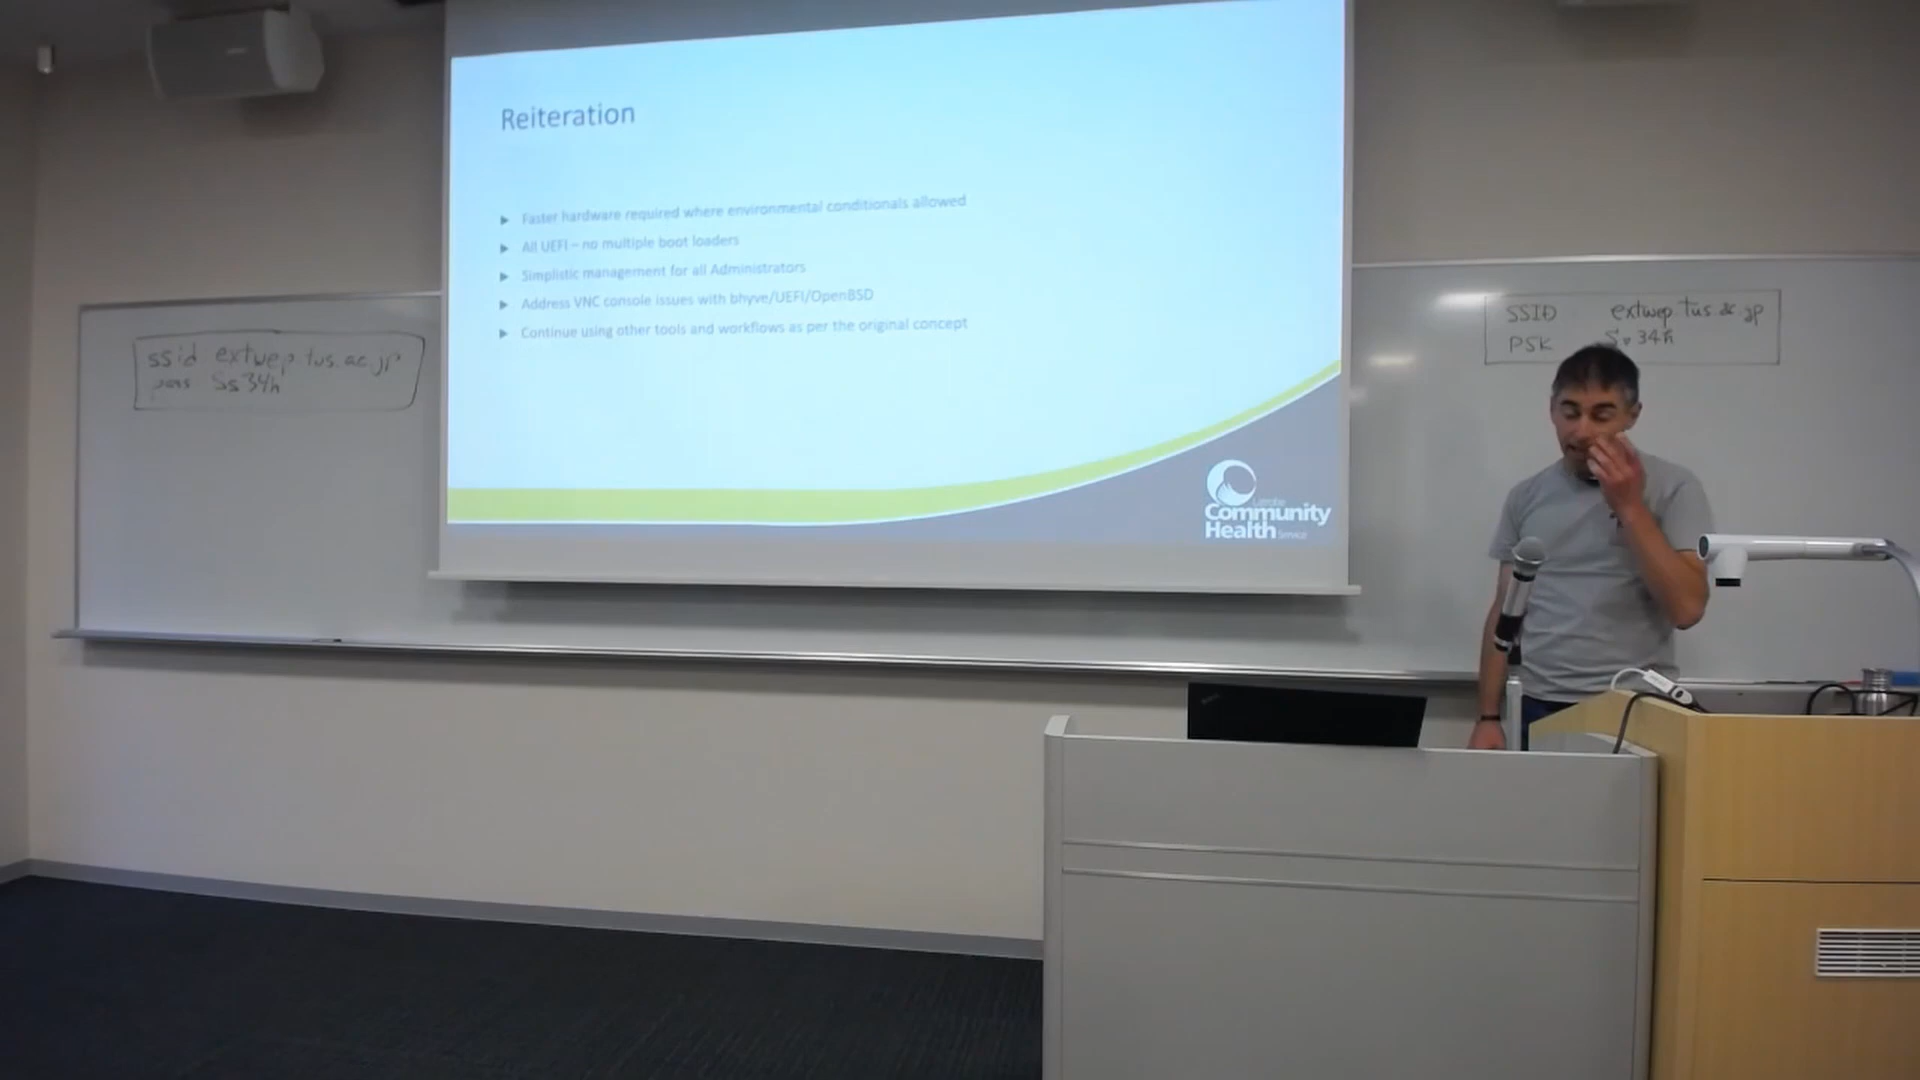 Reiteration
Faster hardware required where environmental conditionals allowed
All UEFI – no multiple boot loaders
Simplistic management for all Administrators
Address VNC console issues with bhyve/UEFI/OpenBSD
Continue using other tools and workflows as per the original concept
Latrobe
Community
Health Service
ssid extwep.tus.ac.jp
pass Ss34h
SSID extwep.tus.ac.jp
PSK